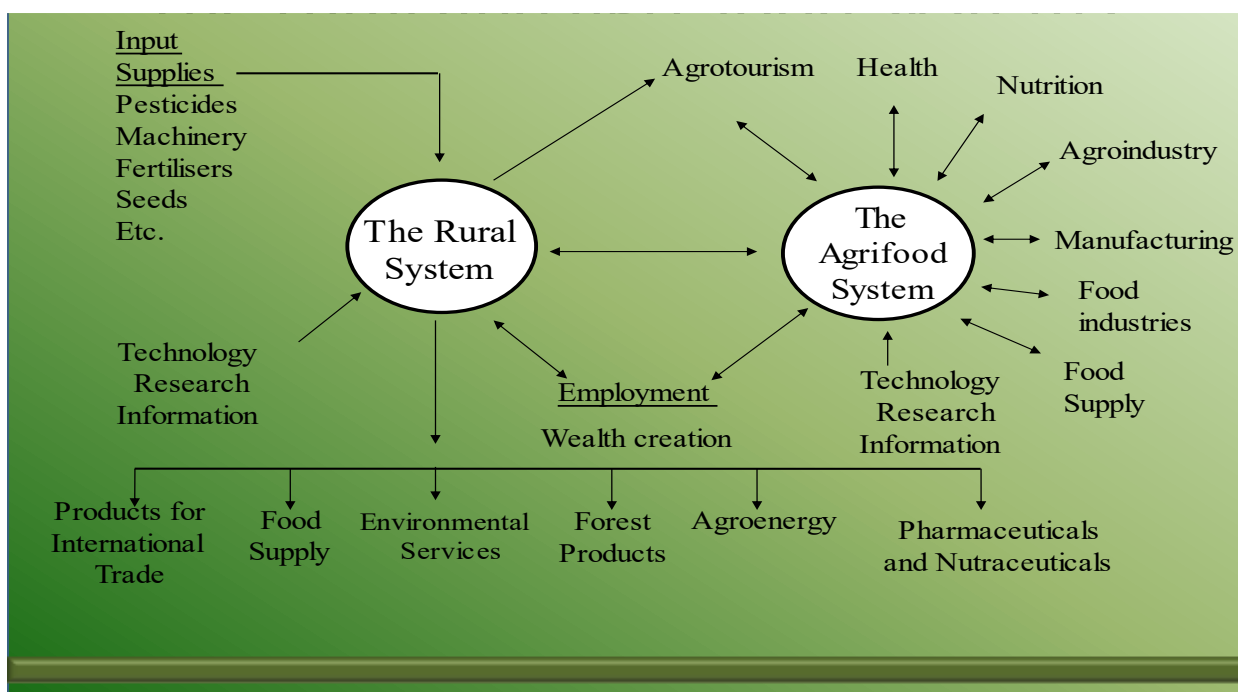 Input
Supplies
Pesticides
Machinery
Fertilisers
Seeds
Etc.
Agrotourism
Health
Nutrition
Agroindustry
Manufacturing
Food
industries
Food
Supply
The Rural
System
The
Agrifood
System
Technology
Research
Information
Employment
Wealth creation
Technology
Research
Information
Products for
International
Trade
Food
Supply
Environmental
Services
Forest
Products
Agroenergy
Pharmaceuticals
and Nutraceuticals